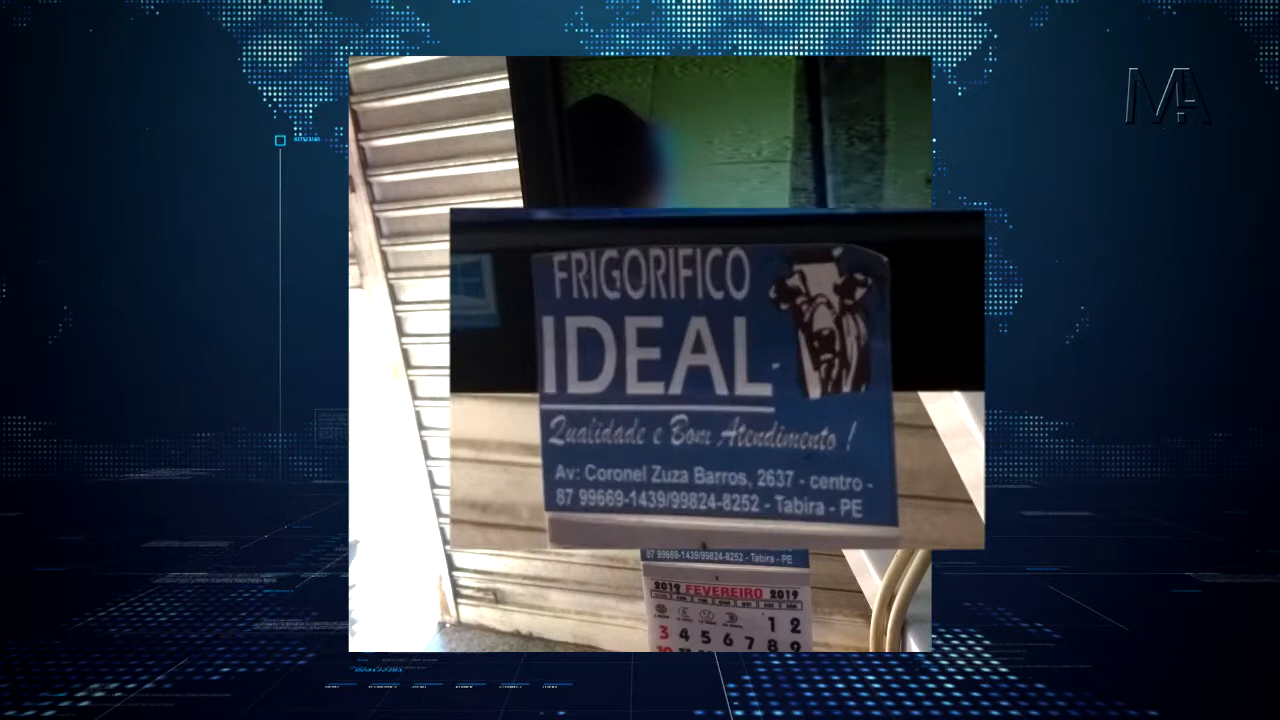 MA
FRIGORIFICO
IDEAL
Qualidade e Bom Atendimento !
Av: Coronel Zuza Barros, 2637 - centro -
87 99669-1439/99824-8252 - Tabira - PE
87 99669-1439/99824-8252 - Tabira - PE
2019 FEVEREIRO 2019
1 2
3 4 5 6 7 8 9